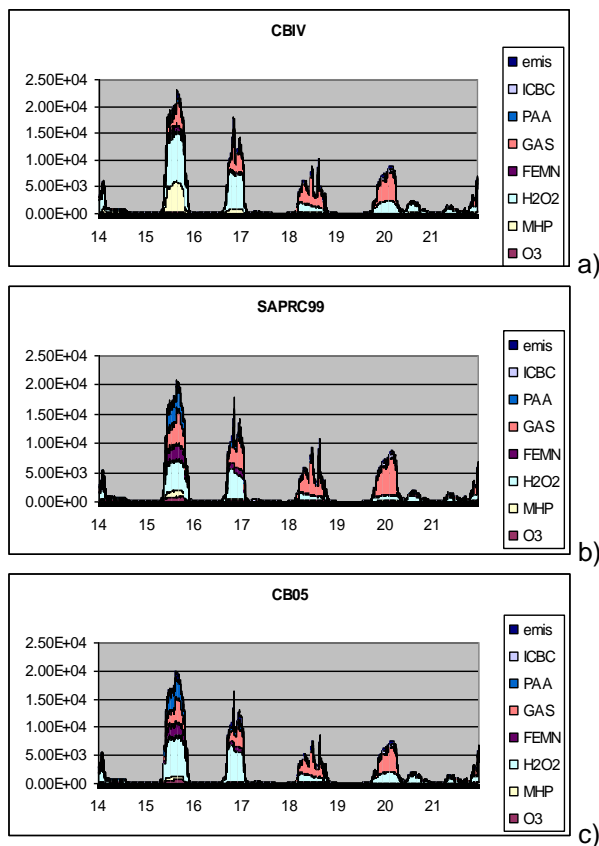 CBIV
2.50E+04
2.00E+04
1.50E+04
1.00E+04
5.00E+03
0.00E+00
14 15 16 17 18 19 20 21
emis
ICBC
PAA
GAS
FEMN
H2O2
MHP
O3
a)
SAPRC99
2.50E+04
2.00E+04
1.50E+04
1.00E+04
5.00E+03
0.00E+00
14 15 16 17 18 19 20 21
emis
ICBC
PAA
GAS
FEMN
H2O2
MHP
O3
b)
CB05
2.50E+04
2.00E+04
1.50E+04
1.00E+04
5.00E+03
0.00E+00
14 15 16 17 18 19 20 21
emis
ICBC
PAA
GAS
FEMN
H2O2
MHP
O3
c)